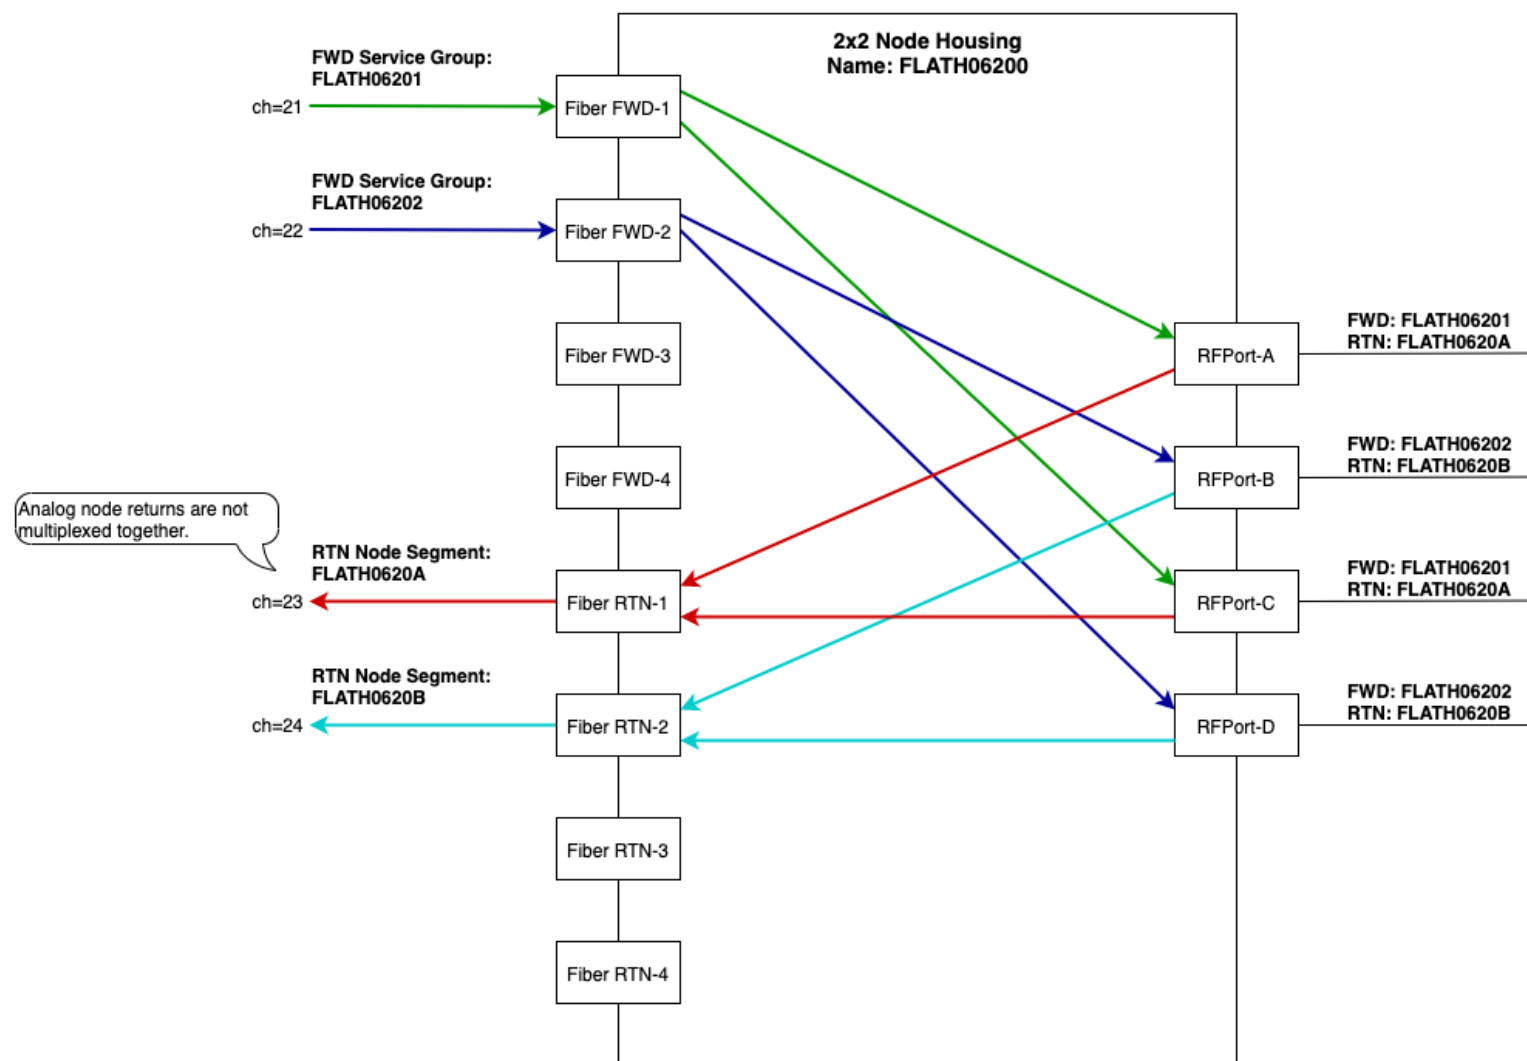 2x2 Node Housing
Name: FLATH06200
FWD Service Group:
FLATH06201
ch=21
Fiber FWD-1
FWD Service Group:
FLATH06202
ch=22
Fiber FWD-2
Fiber FWD-3
RFPort-A
FWD: FLATH06201
RTN: FLATH0620A
Fiber FWD-4
RFPort-B
FWD: FLATH06202
RTN: FLATH0620B
Analog node returns are not
multiplexed together.
RTN Node Segment:
FLATH0620A
ch=23
Fiber RTN-1
RFPort-C
FWD: FLATH06201
RTN: FLATH0620A
RTN Node Segment:
FLATH0620B
ch=24
Fiber RTN-2
RFPort-D
FWD: FLATH06202
RTN: FLATH0620B
Fiber RTN-3
Fiber RTN-4